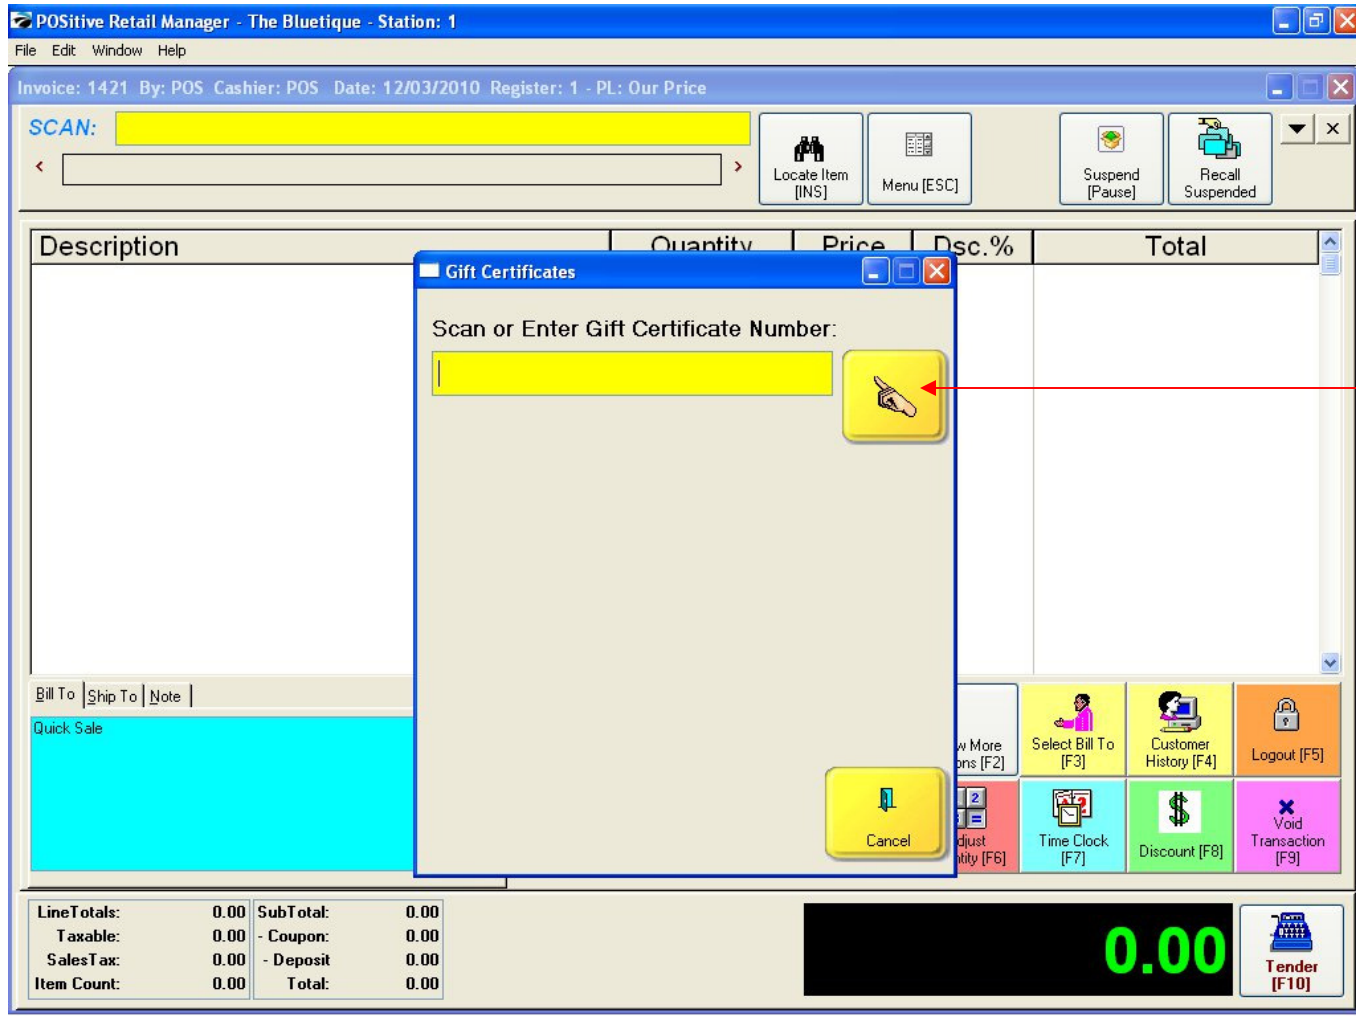 POSitive Retail Manager - The Bluetique - Station: 1
File Edit Window Help
Invoice: 1421 By: POS Cashier: POS Date: 12/03/2010 Register: 1 - PL: Our Price
SCAN:
< >
Locate Item
[INS]
Menu [ESC]
Suspend
[Pause]
Recall
Suspended
Description Quantity Price Dsc.% Total
Gift Certificates
Scan or Enter Gift Certificate Number:
Cancel
Bill To Ship To Note
Quick Sale
w More
ons [F2]
Select Bill To
[F3]
Customer
History [F4]
Logout [F5]
djust
ntity [F6]
Time Clock
[F7]
Discount [F8]
Void
Transaction
[F9]
LineTotals: 0.00 SubTotal: 0.00
Taxable: 0.00 - Coupon: 0.00
SalesTax: 0.00 - Deposit 0.00
Item Count: 0.00 Total: 0.00
0.00
Tender
[F10]